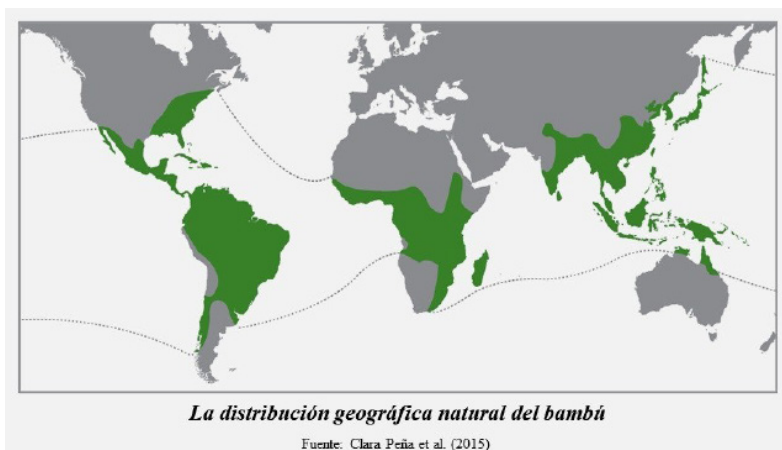 La distribución geográfica natural del bambú
Fuente: Clara Peña et al. (2015)